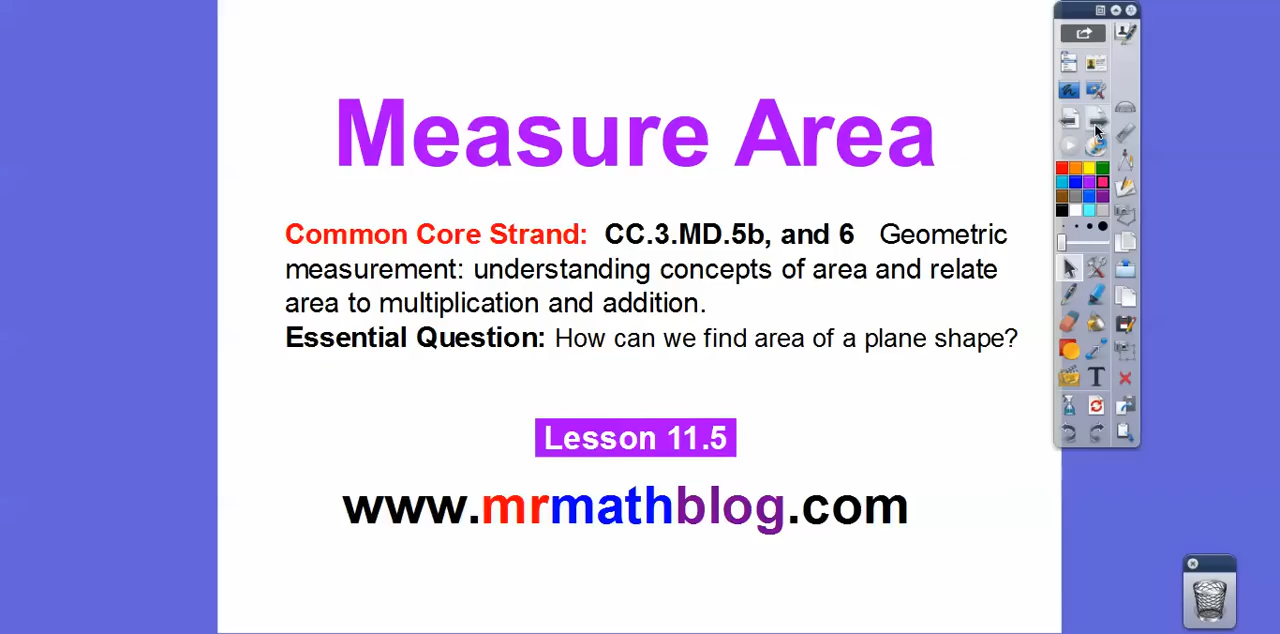 Measure Area
Common Core Strand: CC.3.MD.5b, and 6 Geometric
measurement: understanding concepts of area and relate
area to multiplication and addition.
Essential Question: How can we find area of a plane shape?
Lesson 11.5
www.mrmathblog.com
T